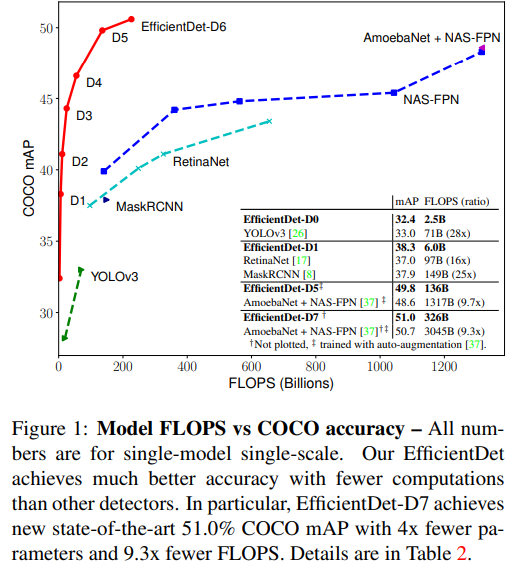 50
45
40
35
30
COCO mAP
0
200
400
600
800
1000
1200
FLOPS (Billions)
EfficientDet-D6
D5
D4
D3
D2
D1
AmoebaNet + NAS-FPN
NAS-FPN
RetinaNet
MaskRCNN
YOLOv3
mAP FLOPS (ratio)
EfficientDet-D0 32.4 2.5B
YOLOv3 [26] 33.0 71B (28x)
EfficientDet-D1 38.3 6.0B
RetinaNet [17] 37.0 97B (16x)
MaskRCNN [8] 37.9 149B (25x)
EfficientDet-D5‡ 49.8 136B
AmoebaNet + NAS-FPN [37] ‡ 48.6 1317B (9.7x)
EfficientDet-D7 † 51.0 326B
AmoebaNet + NAS-FPN [37]†‡ 50.7 3045B (9.3x)
†Not plotted, ‡ trained with auto-augmentation [37].
Figure 1: Model FLOPS vs COCO accuracy – All num-
bers are for single-model single-scale. Our EfficientDet
achieves much better accuracy with fewer computations
than other detectors. In particular, EfficientDet-D7 achieves
new state-of-the-art 51.0% COCO mAP with 4x fewer pa-
rameters and 9.3x fewer FLOPS. Details are in Table 2.